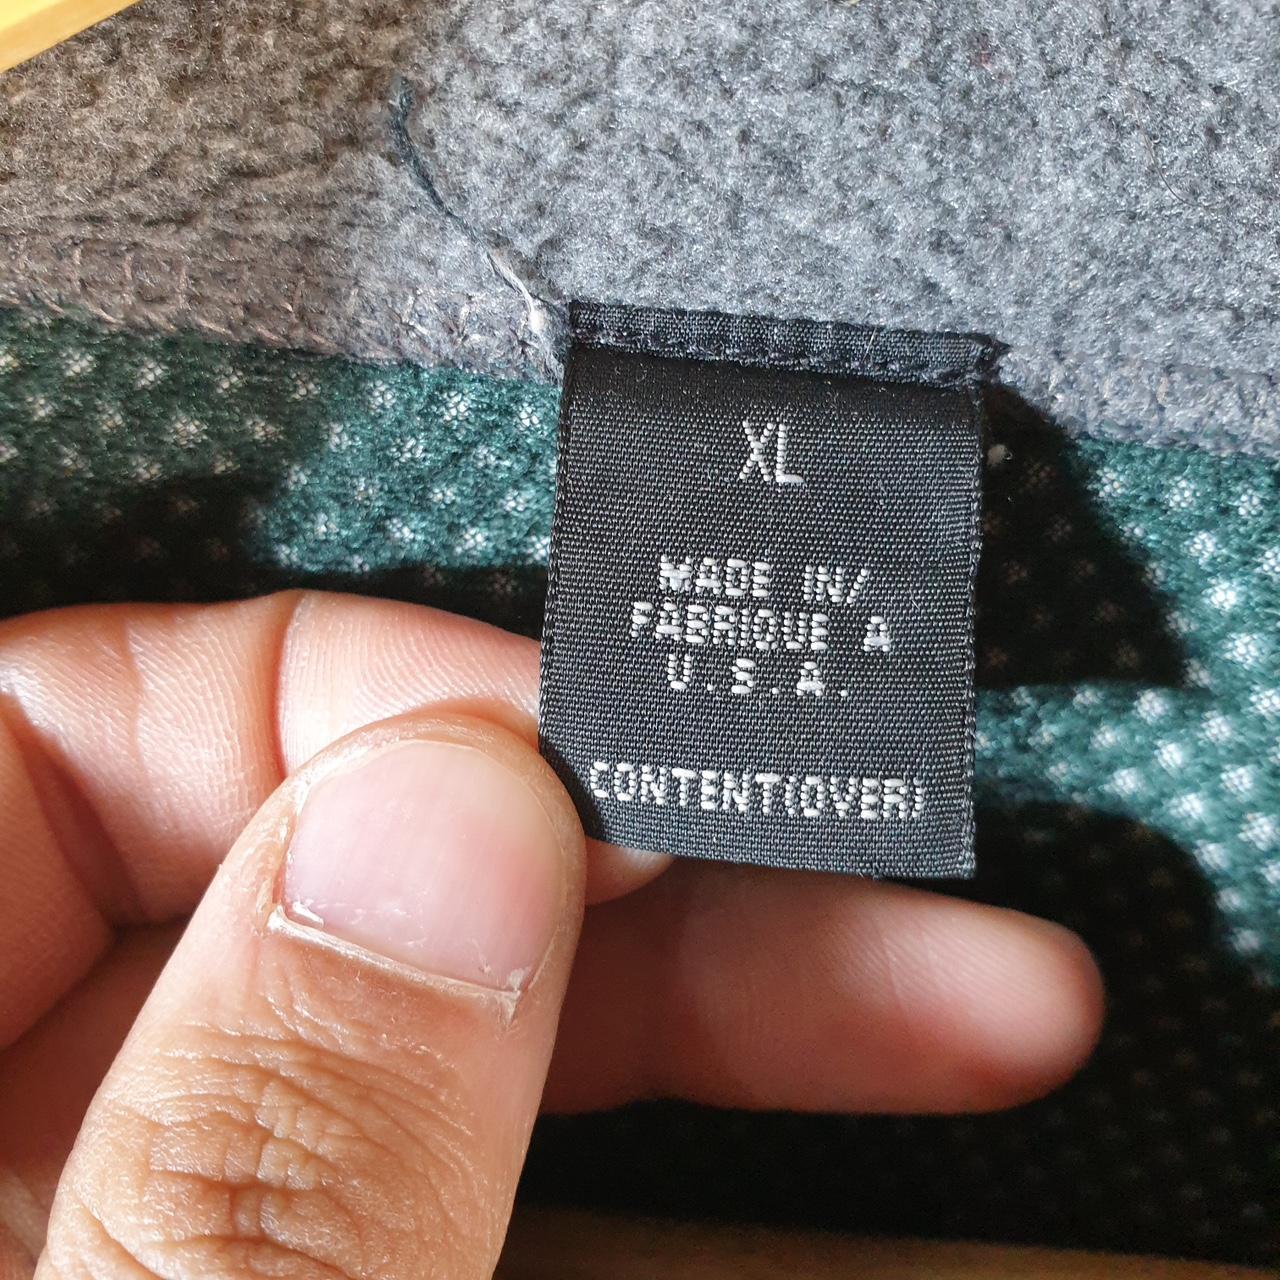 XL
MADE IN/
FABRIQUE A
U.S.A.
CONTENT(OVER)